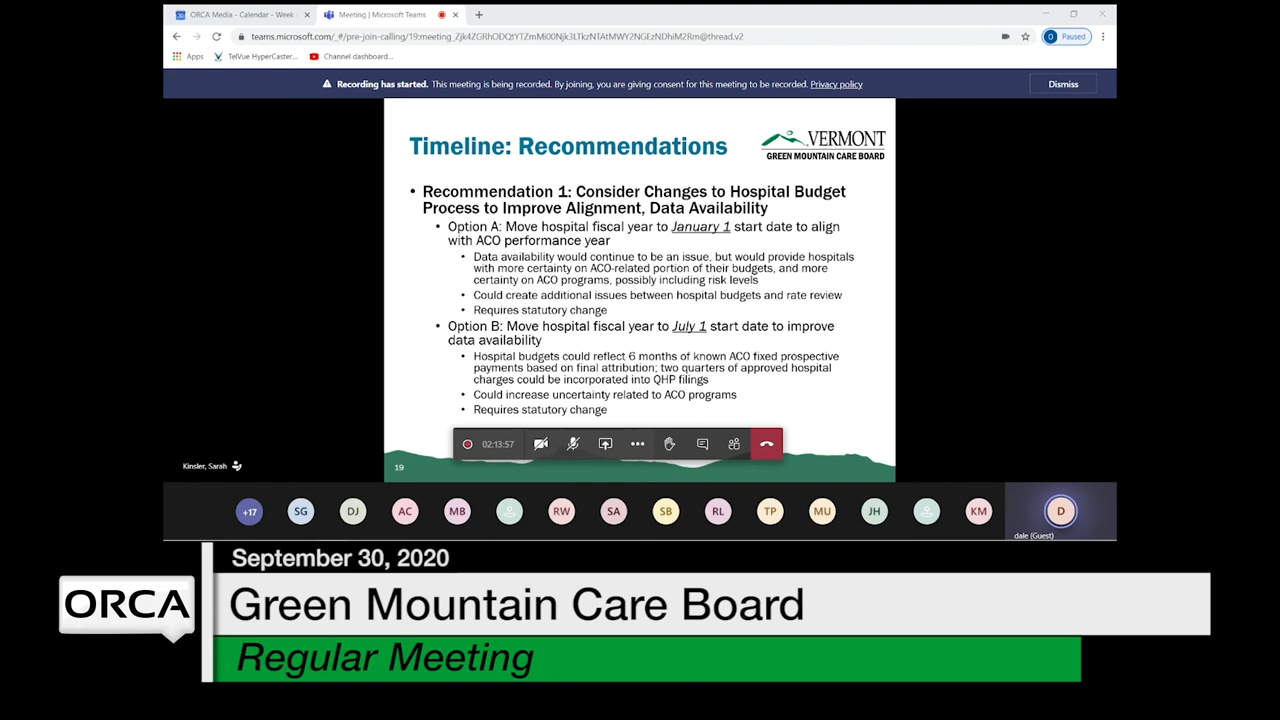 ORCA Media - Calendar - Week
Meeting | Microsoft Teams
teams.microsoft.com/_#/pre-join-calling/19:meeting_Zjk4ZGRhODQtYTZmMi00Njk3LTkzNTAtMWY2NGEzNDhiM2Rm@thread.v2
O
Paused
Apps
TelVue HyperCaster...
Channel dashboard...
Recording has started. This meeting is being recorded. By joining, you are giving consent for this meeting to be recorded. Privacy policy
Dismiss
Timeline: Recommendations
VERMONT
GREEN MOUNTAIN CARE BOARD
• Recommendation 1: Consider Changes to Hospital Budget
Process to Improve Alignment, Data Availability
• Option A: Move hospital fiscal year to January 1 start date to align
with ACO performance year
• Data availability would continue to be an issue, but would provide hospitals
with more certainty on ACO-related portion of their budgets, and more
certainty on ACO programs, possibly including risk levels
• Could create additional issues between hospital budgets and rate review
• Requires statutory change
• Option B: Move hospital fiscal year to July 1 start date to improve
data availability
• Hospital budgets could reflect 6 months of known ACO fixed prospective
payments based on final attribution; two quarters of approved hospital
charges could be incorporated into QHP filings
• Could increase uncertainty related to ACO programs
• Requires statutory change
02:13:57
19
Kinsler, Sarah
+17
SG
DJ
AC
MB
RW
SA
SB
RL
TP
MU
JH
KM
D
dale (Guest)
September 30, 2020
ORCA
Green Mountain Care Board
Regular Meeting